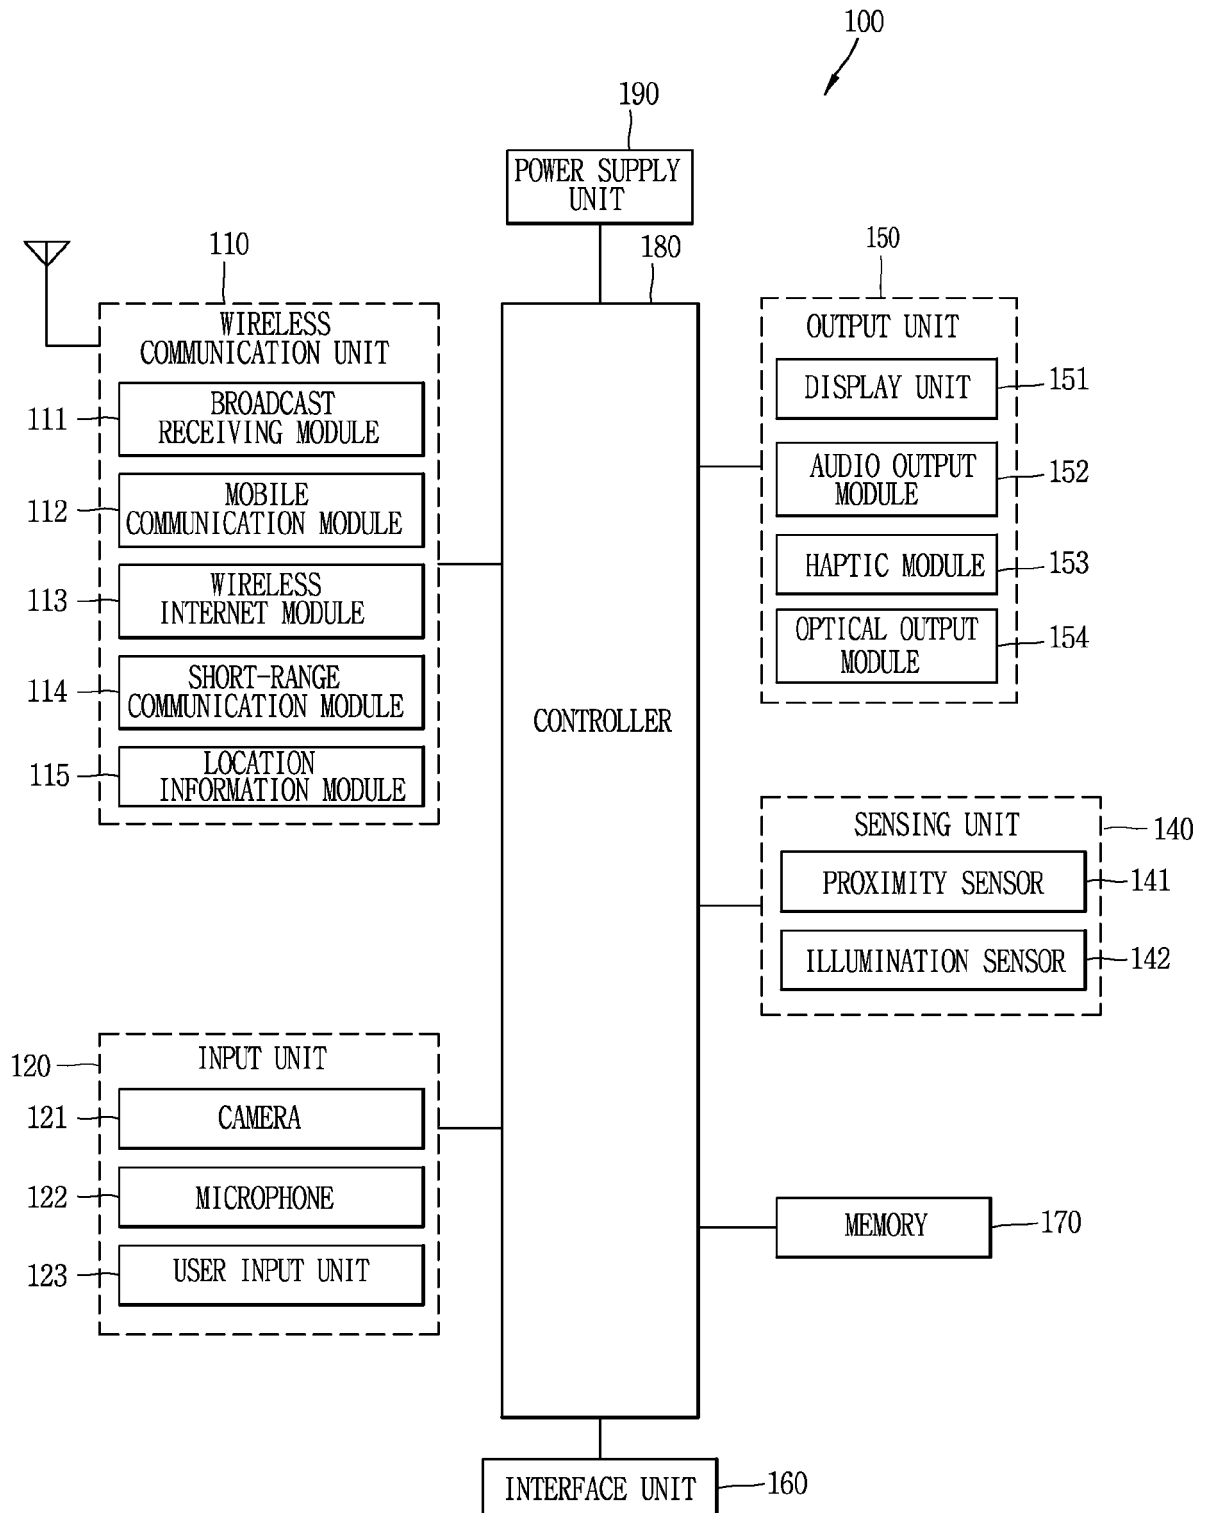 100
190
POWER SUPPLY
UNIT
110
180
150
WIRELESS
COMMUNICATION UNIT
111
BROADCAST
RECEIVING MODULE
112
MOBILE
COMMUNICATION MODULE
113
WIRELESS
INTERNET MODULE
114
SHORT-RANGE
COMMUNICATION MODULE
115
LOCATION
INFORMATION MODULE
120
INPUT UNIT
121
CAMERA
122
MICROPHONE
123
USER INPUT UNIT
CONTROLLER
OUTPUT UNIT
DISPLAY UNIT
151
AUDIO OUTPUT
MODULE
152
HAPTIC MODULE
153
OPTICAL OUTPUT
MODULE
154
SENSING UNIT
140
PROXIMITY SENSOR
141
ILLUMINATION SENSOR
142
MEMORY
170
INTERFACE UNIT
160